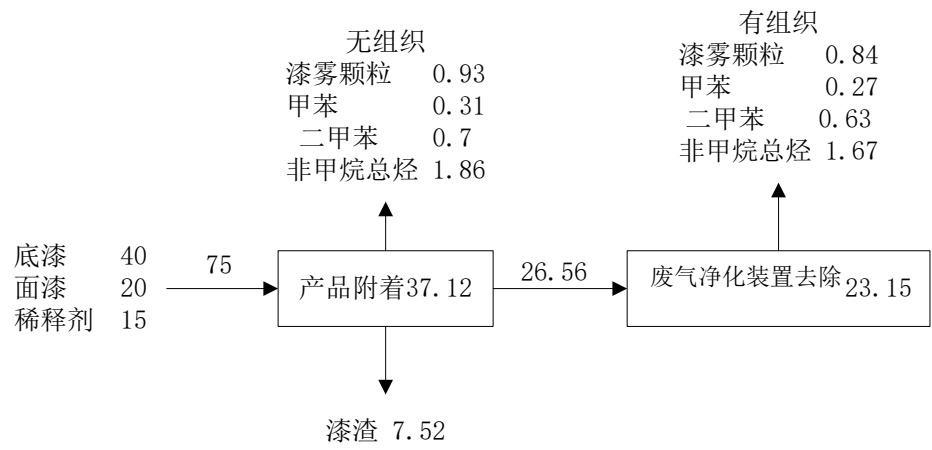 无组织
漆雾颗粒 0.93
甲苯 0.31
二甲苯 0.7
非甲烷总烃 1.86
有组织
漆雾颗粒 0.84
甲苯 0.27
二甲苯 0.63
非甲烷总烃 1.67
底漆 40
面漆 20
稀释剂 15
75
产品附着37.12
26.56
废气净化装置去除23.15
漆渣 7.52